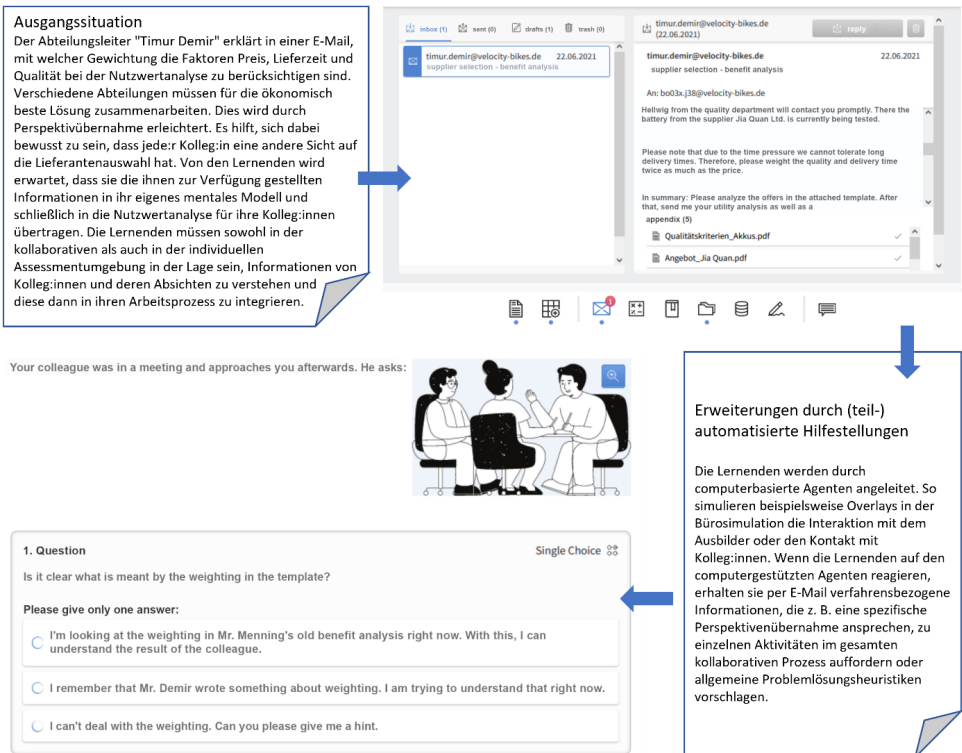 Ausgangssituation
Der Abteilungsleiter "Timur Demir" erklärt in einer E-Mail,
mit welcher Gewichtung die Faktoren Preis, Lieferzeit und
Qualität bei der Nutzwertanalyse zu berücksichtigen sind.
Verschiedene Abteilungen müssen für die ökonomisch
beste Lösung zusammenarbeiten. Dies wird durch
Perspektivübernahme erleichtert. Es hilft, sich dabei
bewusst zu sein, dass jede:r Kolleg:in eine andere Sicht auf
die Lieferantenauswahl hat. Von den Lernenden wird
erwartet, dass sie die ihnen zur Verfügung gestellten
Informationen in ihr eigenes mentales Modell und
schließlich in die Nutzwertanalyse für ihre Kolleg:innen
übertragen. Die Lernenden müssen sowohl in der
kollaborativen als auch in der individuellen
Assessmentumgebung in der Lage sein, Informationen von
Kolleg:innen und deren Absichten zu verstehen und
diese dann in ihren Arbeitsprozess zu integrieren.
inbox (1) sent (0) drafts (1) trash (0)
timur.demir@velocity-bikes.de 22.06.2021
supplier selection - benefit analysis
timur.demir@velocity-bikes.de
(22.06.2021)
reply
timur.demir@velocity-bikes.de 22.06.2021
supplier selection - benefit analysis
An: bo03x.j38@velocity-bikes.de
Hellwig from the quality department will contact you promptly. There the
battery from the supplier Jia Quan Ltd. is currently being tested.
Please note that due to the time pressure we cannot tolerate long
delivery times. Therefore, please weight the quality and delivery time
twice as much as the price.
In summary: Please analyze the offers in the attached template. After
that, send me your utility analysis as well as a
appendix (5)
Qualitätskriterien_Akkus.pdf
Angebot_Jia Quan.pdf
1
Your colleague was in a meeting and approaches you afterwards. He asks:
Erweiterungen durch (teil-)
automatisierte Hilfestellungen
Die Lernenden werden durch
computerbasierte Agenten angeleitet. So
simulieren beispielsweise Overlays in der
Bürosimulation die Interaktion mit dem
Ausbilder oder den Kontakt mit
Kolleg:innen. Wenn die Lernenden auf den
computergestützten Agenten reagieren,
erhalten sie per E-Mail verfahrensbezogene
Informationen, die z. B. eine spezifische
Perspektivenübernahme ansprechen, zu
einzelnen Aktivitäten im gesamten
kollaborativen Prozess auffordern oder
allgemeine Problemlösungsheuristiken
vorschlagen.
1. Question Single Choice
Is it clear what is meant by the weighting in the template?
Please give only one answer:
I'm looking at the weighting in Mr. Menning's old benefit analysis right now. With this, I can
understand the result of the colleague.
I remember that Mr. Demir wrote something about weighting. I am trying to understand that right now.
I can't deal with the weighting. Can you please give me a hint.